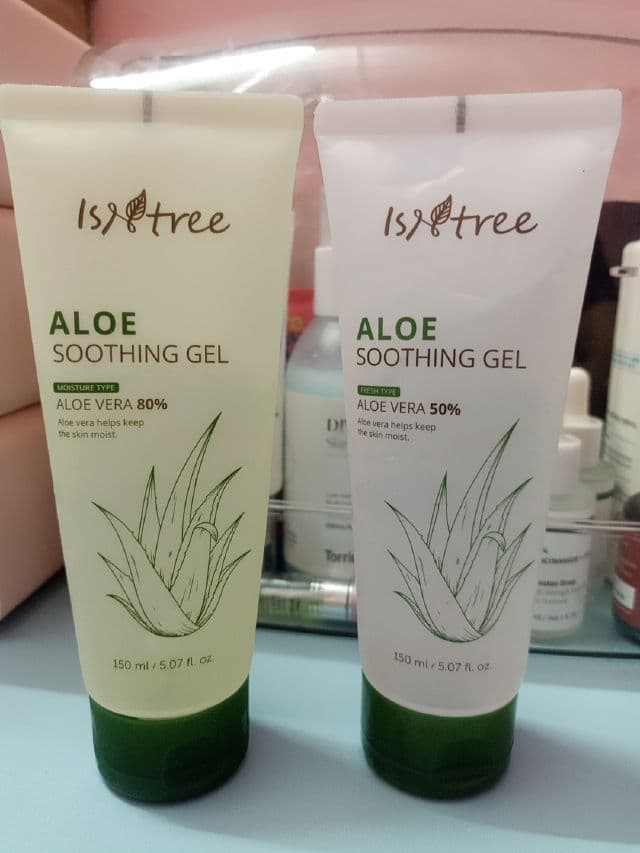 Isntree
ALOE
SOOTHING GEL
MOISTURE TYPE
ALOE VERA 80%
Aloe vera helps keep
the skin moist.
150 ml / 5.07 fl. oz.
Isntree
ALOE
SOOTHING GEL
FRESH TYPE
ALOE VERA 50%
Aloe vera helps keep
the skin moist.
150 ml / 5.07 fl. oz.